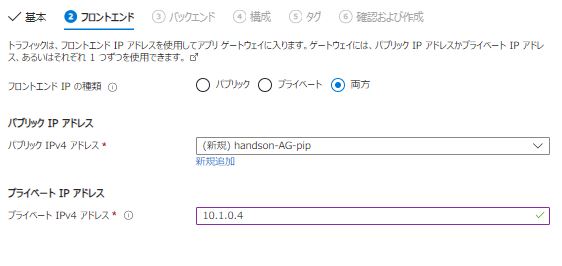 基本 2 フロントエンド 3 バックエンド 4 構成 5 タグ 6 確認および作成
トラフィックは、フロントエンド IP アドレスを使用してアプリ ゲートウェイに入ります。ゲートウェイには、パブリック IP アドレスかプライベート IP アドレ
ス、あるいはそれぞれ 1 つずつを使用できます。
フロントエンド IP の種類 パブリック プライベート 両方
パブリック IP アドレス
パブリック IPv4 アドレス * (新規) handson-AG-pip
新規追加
プライベート IP アドレス
プライベート IPv4 アドレス * 10.1.0.4